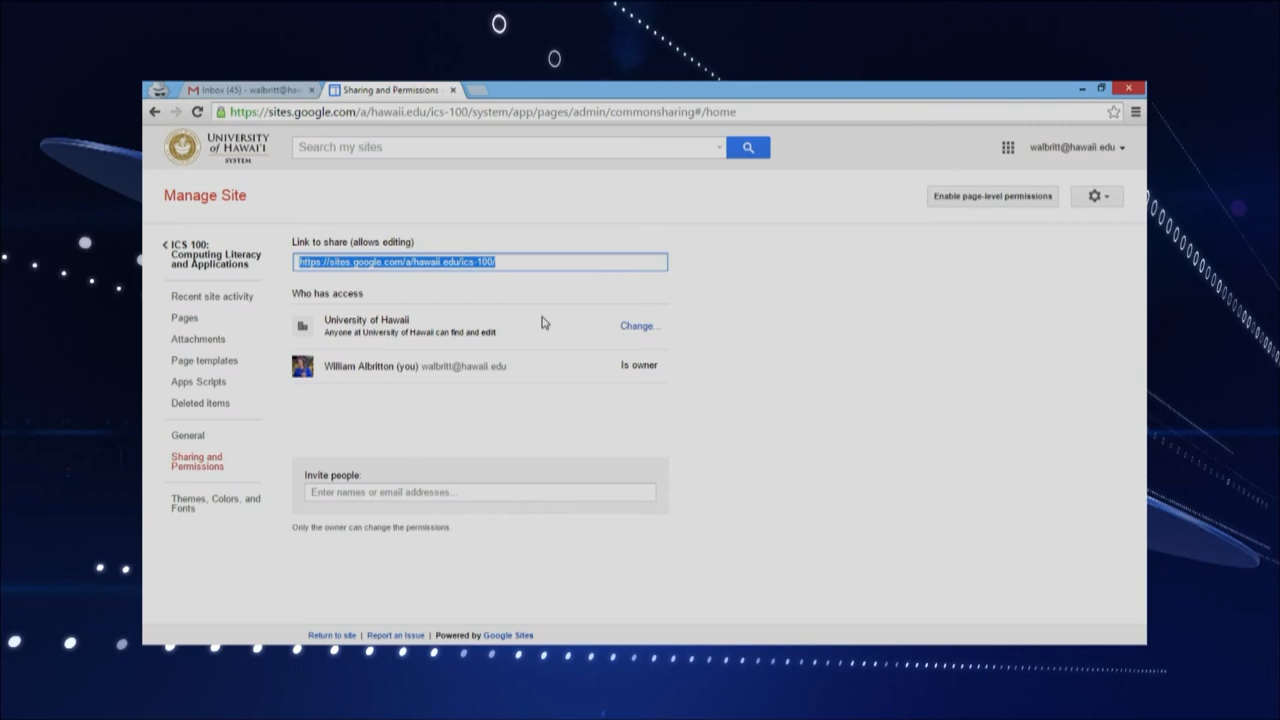 Inbox (45) - walbritt@haw
Sharing and Permissions
https://sites.google.com/a/hawaii.edu/ics-100/system/app/pages/admin/commonsharing#/home
UNIVERSITY
of HAWAI'I
SYSTEM
Search my sites
walbritt@hawaii.edu
Manage Site
Enable page-level permissions
ICS 100:
Computing Literacy
and Applications
Recent site activity
Pages
Attachments
Page templates
Apps Scripts
Deleted items
General
Sharing and
Permissions
Themes, Colors, and
Fonts
Link to share (allows editing)
https://sites.google.com/a/hawaii.edu/ics-100/
Who has access
University of Hawaii
Anyone at University of Hawaii can find and edit
Change...
William Albritton (you) walbritt@hawaii.edu
Is owner
Invite people:
Enter names or email addresses...
Only the owner can change the permissions.
Return to site | Report an Issue | Powered by Google Sites